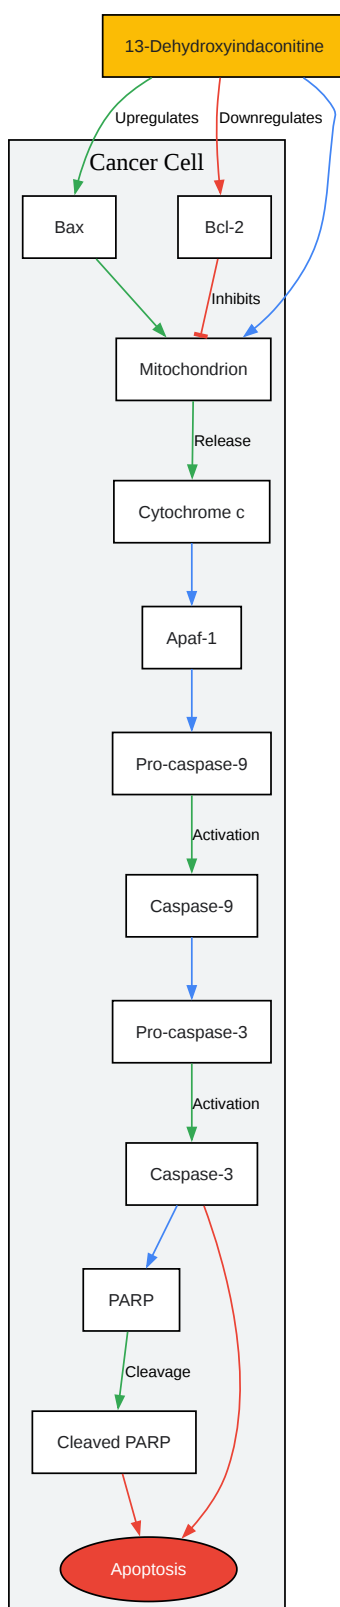 13-Dehydroxyindaconitine
Upregulates
Downregulates
Cancer Cell
Bax
Bcl-2
Inhibits
Mitochondrion
Release
Cytochrome c
Apaf-1
Pro-caspase-9
Activation
Caspase-9
Pro-caspase-3
Activation
Caspase-3
PARP
Cleavage
Cleaved PARP
Apoptosis